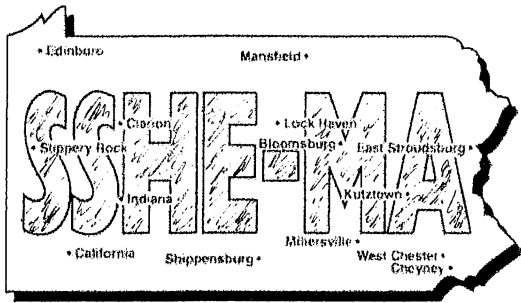 Edinboro
Mansfield
SSHE-MA
Clarion
Lock Haven
Slippery Rock
Bloomsburg
East Stroudsburg
Indiana
Kutztown
Millersville
California
Shippensburg
West Chester
Cheyney